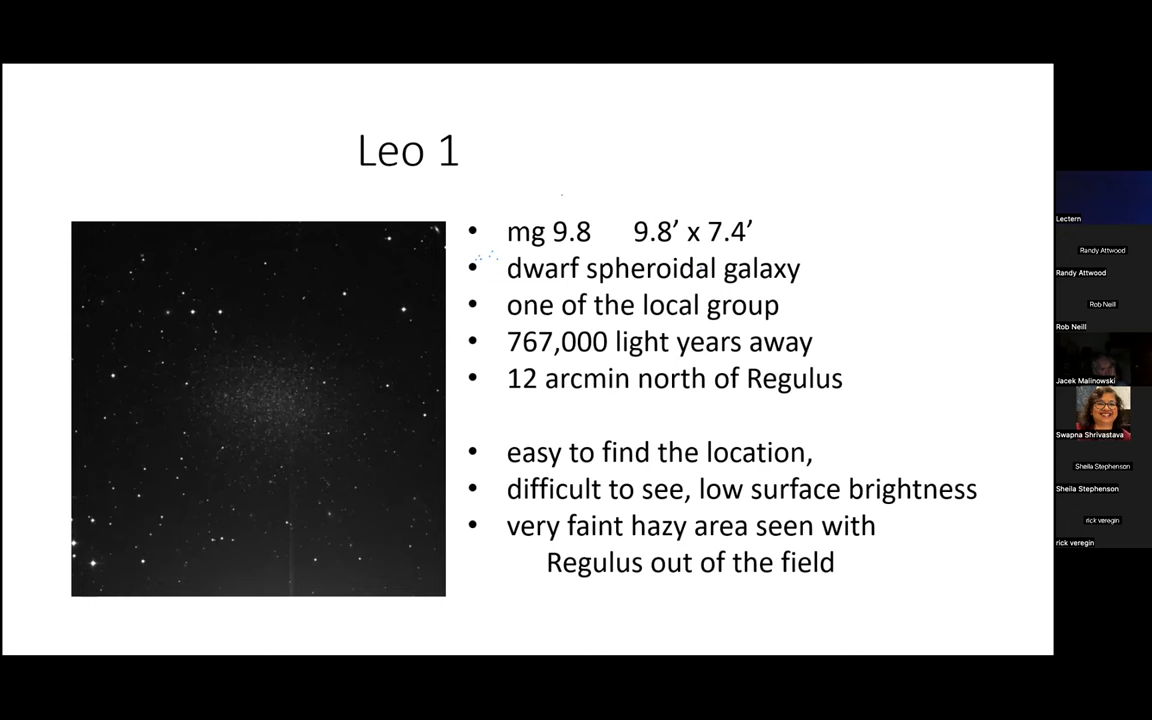 Leo 1
• mg 9.8 9.8’ x 7.4’
• dwarf spheroidal galaxy
• one of the local group
• 767,000 light years away
• 12 arcmin north of Regulus
• easy to find the location,
• difficult to see, low surface brightness
• very faint hazy area seen with
Regulus out of the field
Lectern
Randy Attwood
Randy Attwood
Rob Neill
Rob Neill
Jacek Malinowski
Swapna Shrivastava
Sheila Stephenson
Sheila Stephenson
rick veregin
rick veregin